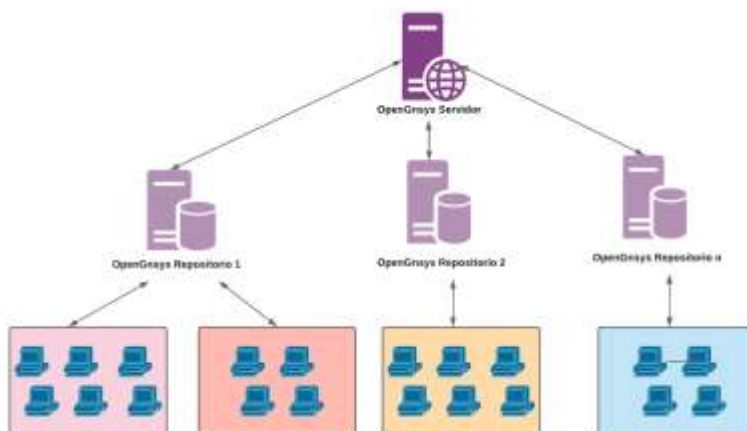 OpenGnsys Servidor
OpenGnsys Repositorio 1
OpenGnsys Repositorio 2
OpenGnsys Repositorio n